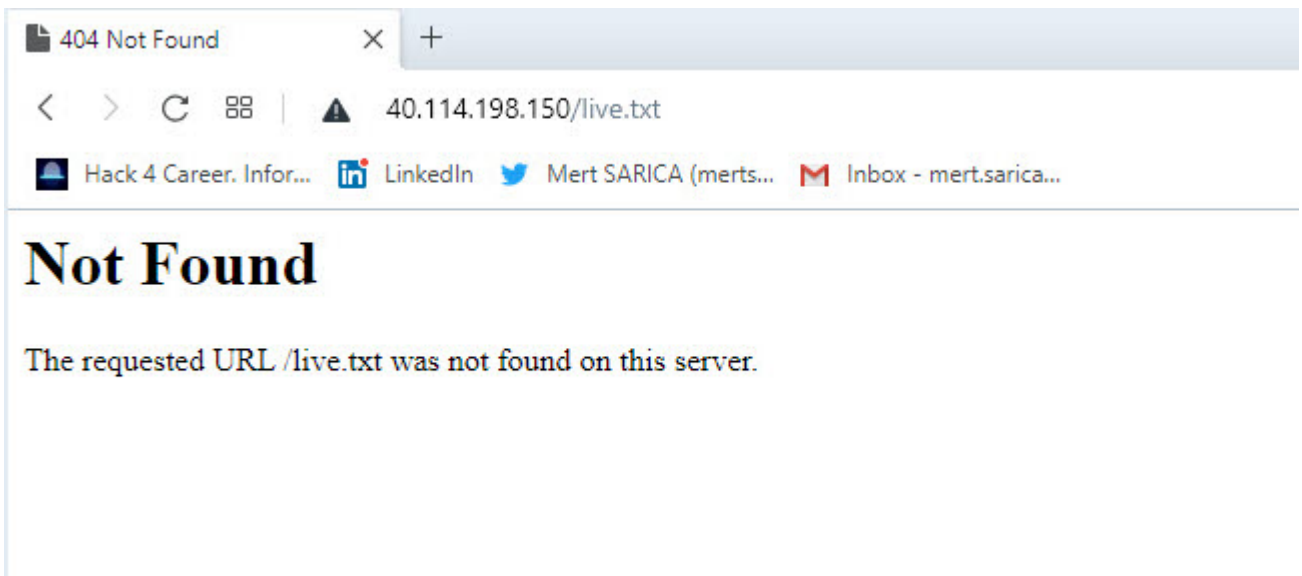 404 Not Found
40.114.198.150/live.txt
Hack 4 Career. Infor... LinkedIn Mert SARICA (merts... Inbox - mert.sarica...
Not Found
The requested URL /live.txt was not found on this server.